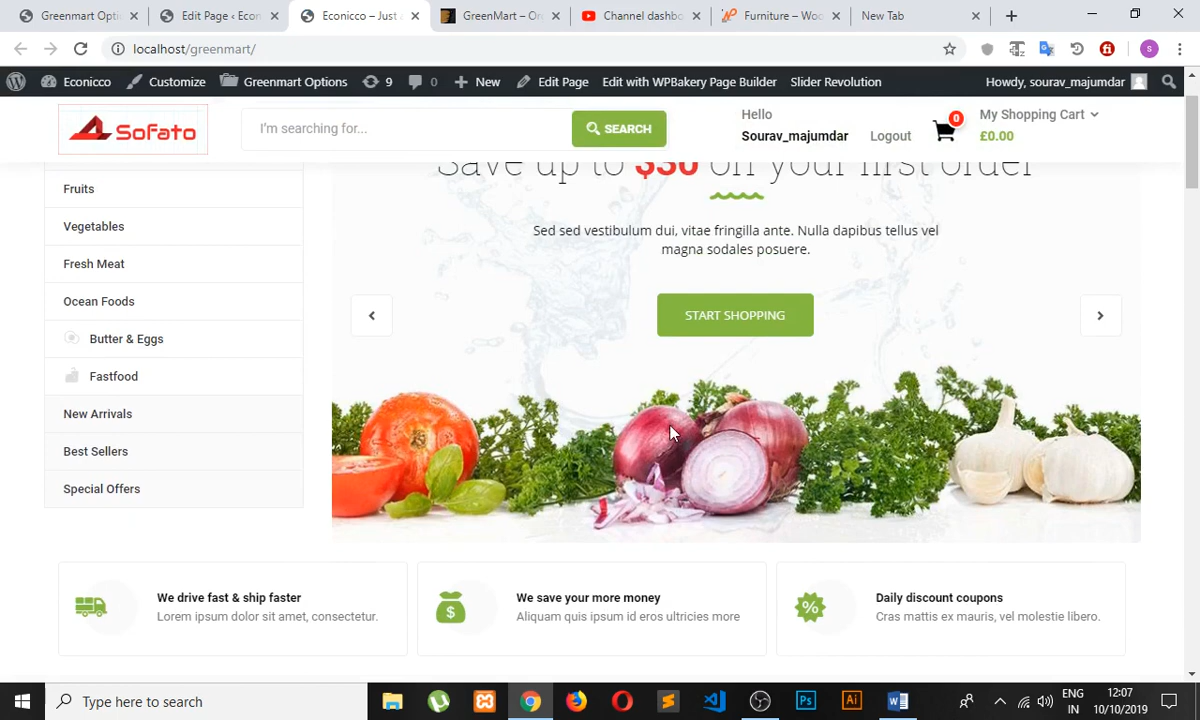 Greenmart Opti
Edit Page ‹ Econ
Econicco – Just
GreenMart – Or
Channel dashbo
Furniture – Woo
New Tab
localhost/greenmart/
S
Econicco
Customize
Greenmart Options
9
0
New
Edit Page
Edit with WPBakery Page Builder
Slider Revolution
Howdy, sourav_majumdar
Sofato
I'm searching for...
SEARCH
Hello
Sourav_majumdar
Logout
0
My Shopping Cart
£0.00
Save up to $30 off your first order
Fruits
Vegetables
Fresh Meat
Ocean Foods
Butter & Eggs
Fastfood
New Arrivals
Best Sellers
Special Offers
Sed sed vestibulum dui, vitae fringilla ante. Nulla dapibus tellus vel
magna sodales posuere.
START SHOPPING
We drive fast & ship faster
Lorem ipsum dolor sit amet, consectetur.
$
We save your more money
Aliquam quis ipsum id eros ultricies more
%
Daily discount coupons
Cras mattis ex mauris, vel molestie libero.
Type here to search
Ps
Ai
ENG
IN
12:07
10/10/2019